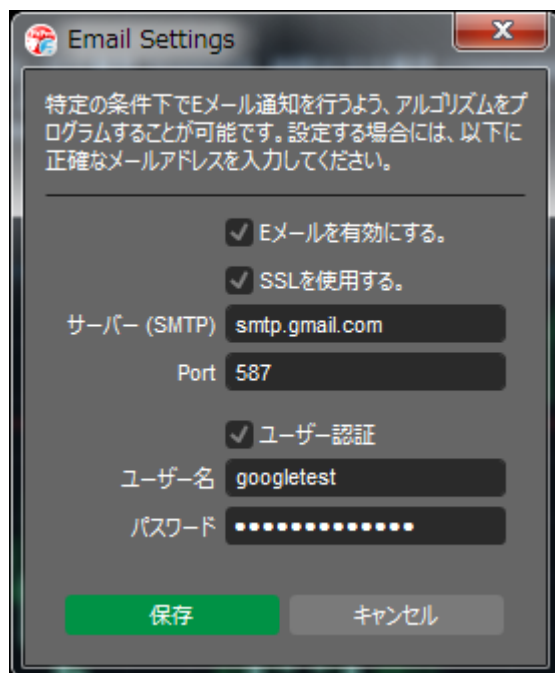 Email Settings
特定の条件下でEメール通知を行うよう、アルゴリズムをプ
ログラムすることが可能です。設定する場合には、以下に
正確なメールアドレスを入力してください。
Eメールを有効にする。
SSLを使用する。
サーバー (SMTP) smtp.gmail.com
Port 587
ユーザー認証
ユーザー名 googletest
パスワード •••••••••••••
保存 キャンセル